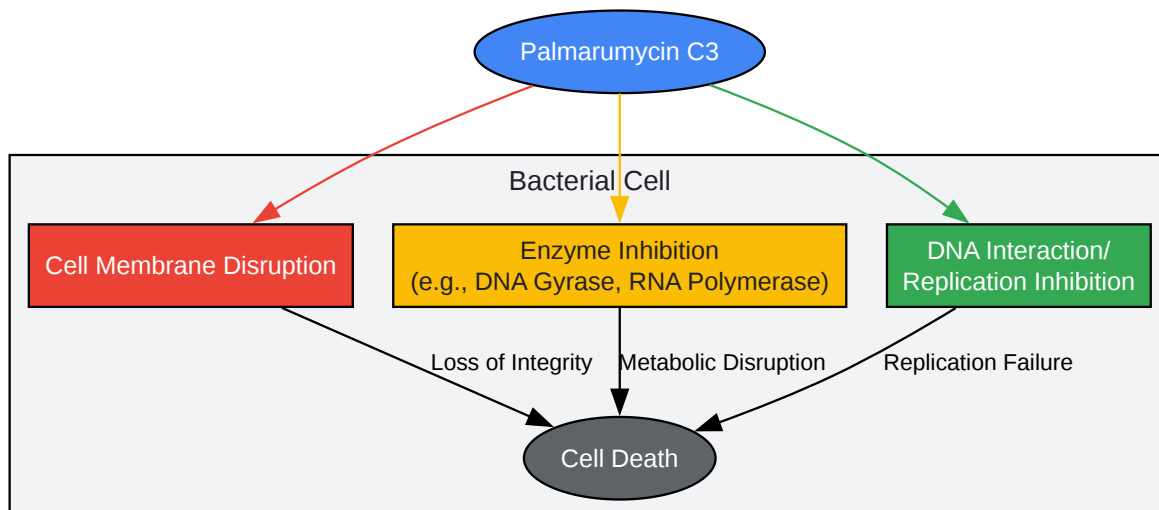 Palmarumycin C3
Bacterial Cell
Cell Membrane Disruption
Enzyme Inhibition
(e.g., DNA Gyrase, RNA Polymerase)
DNA Interaction/
Replication Inhibition
Loss of Integrity
Metabolic Disruption
Replication Failure
Cell Death